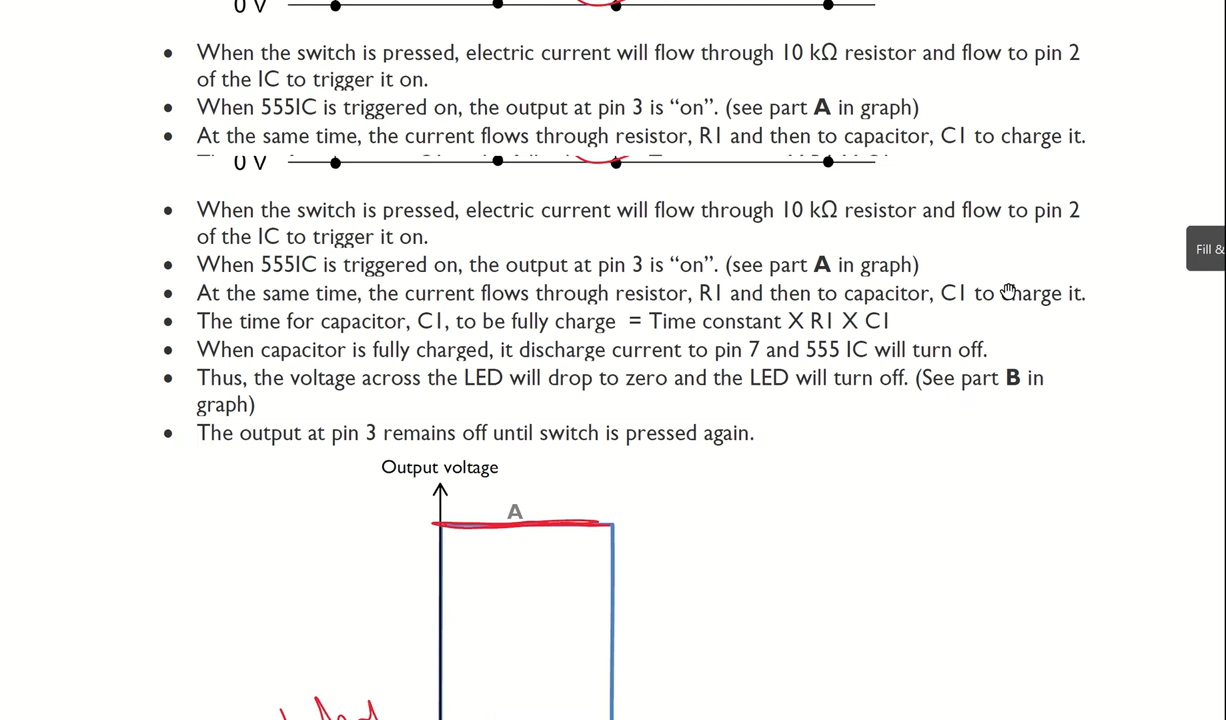 0 V
• When the switch is pressed, electric current will flow through 10 kΩ resistor and flow to pin 2
of the IC to trigger it on.
• When 555IC is triggered on, the output at pin 3 is “on”. (see part A in graph)
• At the same time, the current flows through resistor, R1 and then to capacitor, C1 to charge it.
0 V
• When the switch is pressed, electric current will flow through 10 kΩ resistor and flow to pin 2
of the IC to trigger it on.
• When 555IC is triggered on, the output at pin 3 is “on”. (see part A in graph)
• At the same time, the current flows through resistor, R1 and then to capacitor, C1 to charge it.
Fill &
• The time for capacitor, C1, to be fully charge = Time constant X R1 X C1
• When capacitor is fully charged, it discharge current to pin 7 and 555 IC will turn off.
• Thus, the voltage across the LED will drop to zero and the LED will turn off. (See part B in
graph)
• The output at pin 3 remains off until switch is pressed again.
Output voltage
A